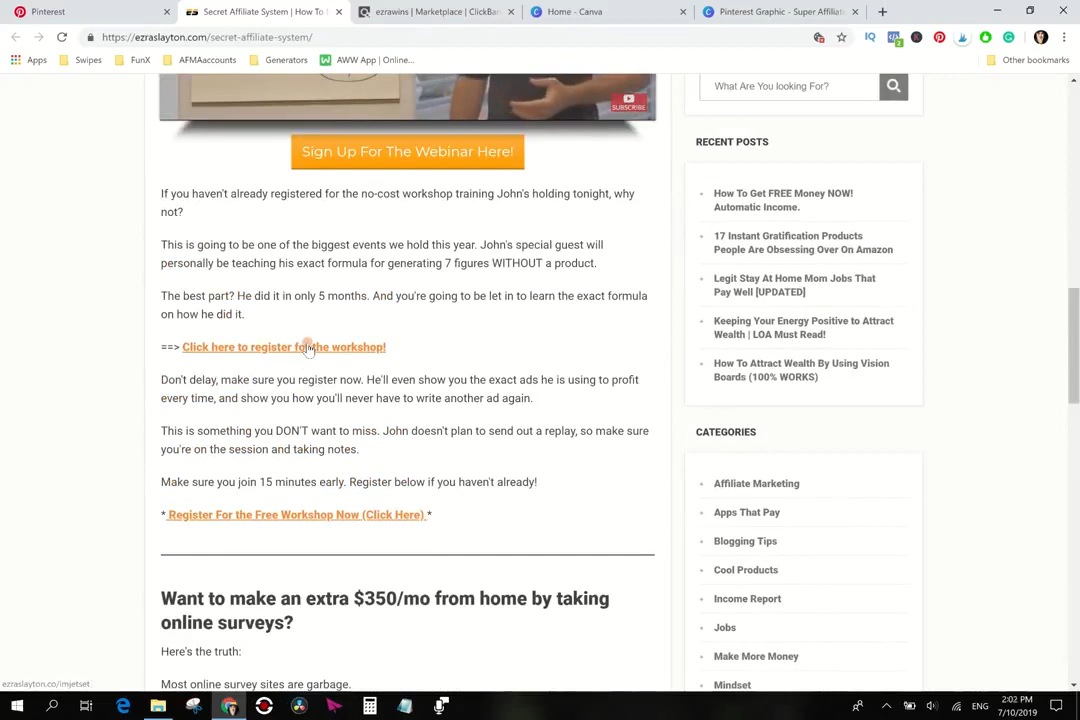 Pinterest
Secret Affiliate System | How To
ezrawins | Marketplace | ClickBan
Home - Canva
Pinterest Graphic - Super Affiliat
https://ezraslayton.com/secret-affiliate-system/
Apps
Swipes
FunX
AFMAaccounts
Generators
AWW App | Online...
Other bookmarks
SUBSCRIBE
Sign Up For The Webinar Here!
If you haven't already registered for the no-cost workshop training John's holding tonight, why
not?
This is going to be one of the biggest events we hold this year. John's special guest will
personally be teaching his exact formula for generating 7 figures WITHOUT a product.
The best part? He did it in only 5 months. And you're going to be let in to learn the exact formula
on how he did it.
==> Click here to register for the workshop!
Don't delay, make sure you register now. He'll even show you the exact ads he is using to profit
every time, and show you how you'll never have to write another ad again.
This is something you DON'T want to miss. John doesn't plan to send out a replay, so make sure
you're on the session and taking notes.
Make sure you join 15 minutes early. Register below if you haven't already!
* Register For the Free Workshop Now (Click Here) *
Want to make an extra $350/mo from home by taking
online surveys?
Here's the truth:
Most online survey sites are garbage.
What Are You looking For?
RECENT POSTS
How To Get FREE Money NOW!
Automatic Income.
17 Instant Gratification Products
People Are Obsessing Over On Amazon
Legit Stay At Home Mom Jobs That
Pay Well [UPDATED]
Keeping Your Energy Positive to Attract
Wealth | LOA Must Read!
How To Attract Wealth By Using Vision
Boards (100% WORKS)
CATEGORIES
Affiliate Marketing
Apps That Pay
Blogging Tips
Cool Products
Income Report
Jobs
Make More Money
Mindset
ezraslayton.co/imjetset
ENG
2:02 PM
7/10/2019